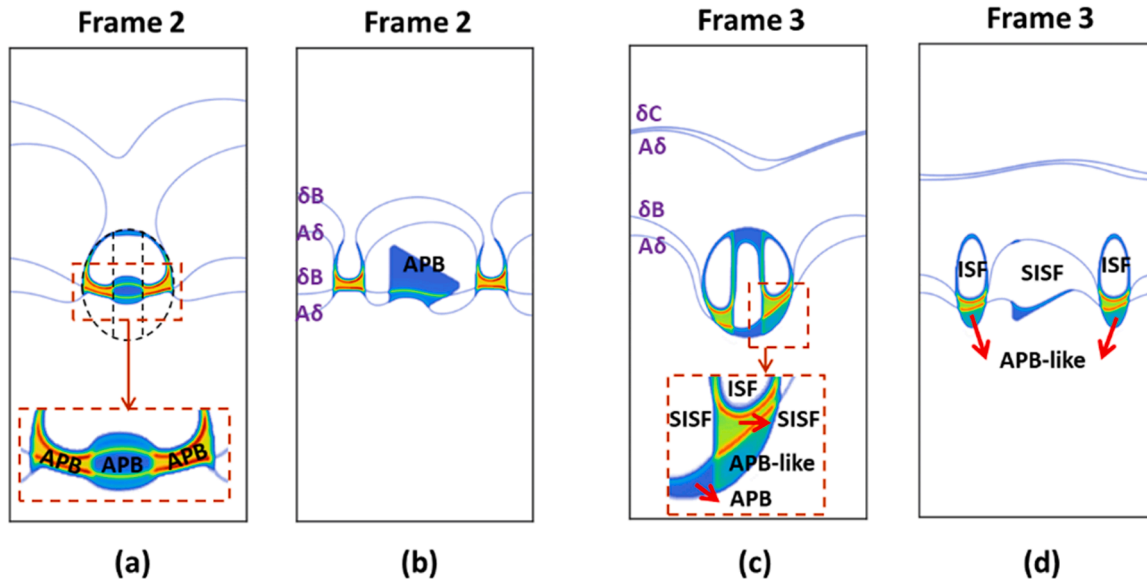 Frame 2
APB
APB
APB
(a)
Frame 2
δB
Aδ
δB
Aδ
APB
(b)
Frame 3
δC
Aδ
δB
Aδ
ISF
SISF
SISF
APB-like
APB
(c)
Frame 3
ISF
SISF
ISF
APB-like
(d)